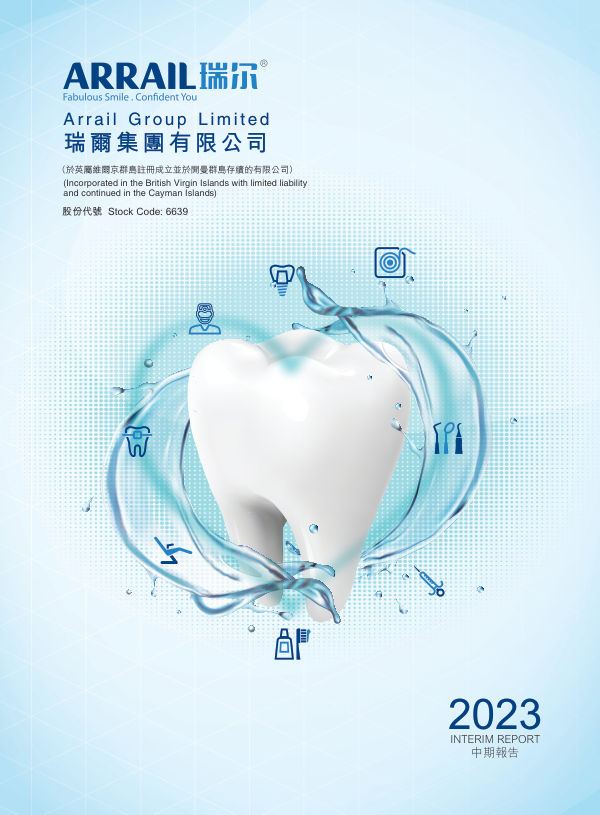 ARRAIL瑞尔®
Fabulous Smile . Confident You
Arrail Group Limited
瑞爾集團有限公司
（於英屬維爾京群島註冊成立並於開曼群島存續的有限公司）
(Incorporated in the British Virgin Islands with limited liability
and continued in the Cayman Islands)
股份代號 Stock Code: 6639
2023
INTERIM REPORT
中期報告